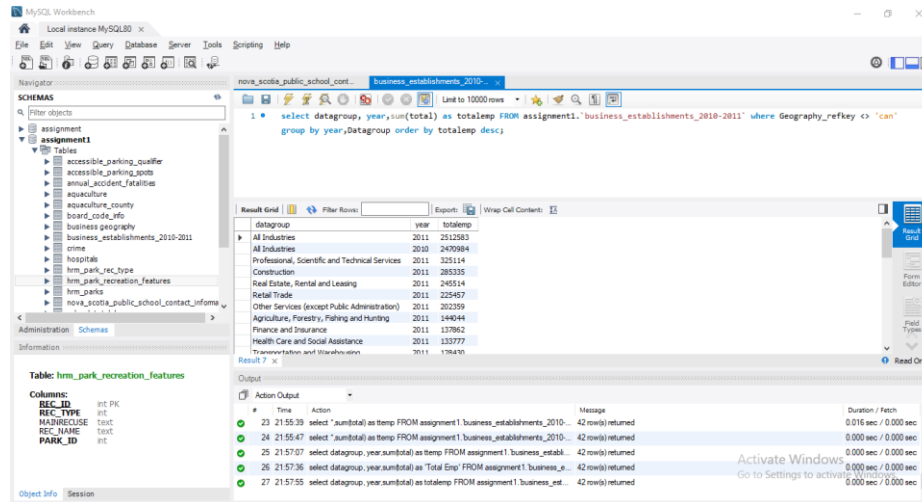 MySQL Workbench
Local instance MySQL80 ×
File Edit View Query Database Server Tools Scripting Help
Navigator
SCHEMAS
Filter objects
assignment
assignment1
Tables
accessible_parking_qualifier
accessible_parking_spots
annual_accident_fatalities
aquaculture
aquaculture_county
board_code_info
business geography
business_establishments_2010-2011
crime
hospitals
hrm_park_rec_type
hrm_park_recreation_features
hrm_parks
nova_scotia_public_school_contact_informa
Administration Schemas
Information
Table: hrm_park_recreation_features
Columns:
REC_ID int PK
REC_TYPE int
MAINRECUSE text
REC_NAME text
PARK_ID int
Object Info Session
nova_scotia_public_school_cont... business_establishments_2010-... ×
Limit to 10000 rows
1 select datagroup, year,sum(total) as totalemp FROM assignment1.`business_establishments_2010-2011` where Geography_refkey <> 'can'
group by year,Datagroup order by totalemp desc;
Result Grid Filter Rows: Export: Wrap Cell Content:
datagroup year totalemp
All Industries 2011 2512583
All Industries 2010 2470984
Professional, Scientific and Technical Services 2011 325114
Construction 2011 285335
Real Estate, Rental and Leasing 2011 245514
Retail Trade 2011 225457
Other Services (except Public Administration) 2011 202359
Agriculture, Forestry, Fishing and Hunting 2011 144044
Finance and Insurance 2011 137862
Health Care and Social Assistance 2011 133777
Transportation and Warehousing 2011 128430
Result Grid
Form Editor
Field Types
Result 7 × Read On
Output
Action Output
# Time Action Message Duration / Fetch
23 21:55:39 select *,sum(total) as ttemp FROM assignment1.`business_establishments_2010-... 42 row(s) returned 0.016 sec / 0.000 sec
24 21:55:47 select *,sum(total) as ttemp FROM assignment1.`business_establishments_2010-... 42 row(s) returned 0.000 sec / 0.000 sec
25 21:57:07 select datagroup, year,sum(total) as ttemp FROM assignment1.`business_establi... 42 row(s) returned 0.000 sec / 0.000 sec
26 21:57:36 select datagroup, year,sum(total) as 'Total Emp' FROM assignment1.`business_e... 42 row(s) returned 0.000 sec / 0.000 sec
27 21:57:55 select datagroup, year,sum(total) as totalemp FROM assignment1.`business_est... 42 row(s) returned 0.000 sec / 0.000 sec
Activate Windows
Go to Settings to activate Windows.